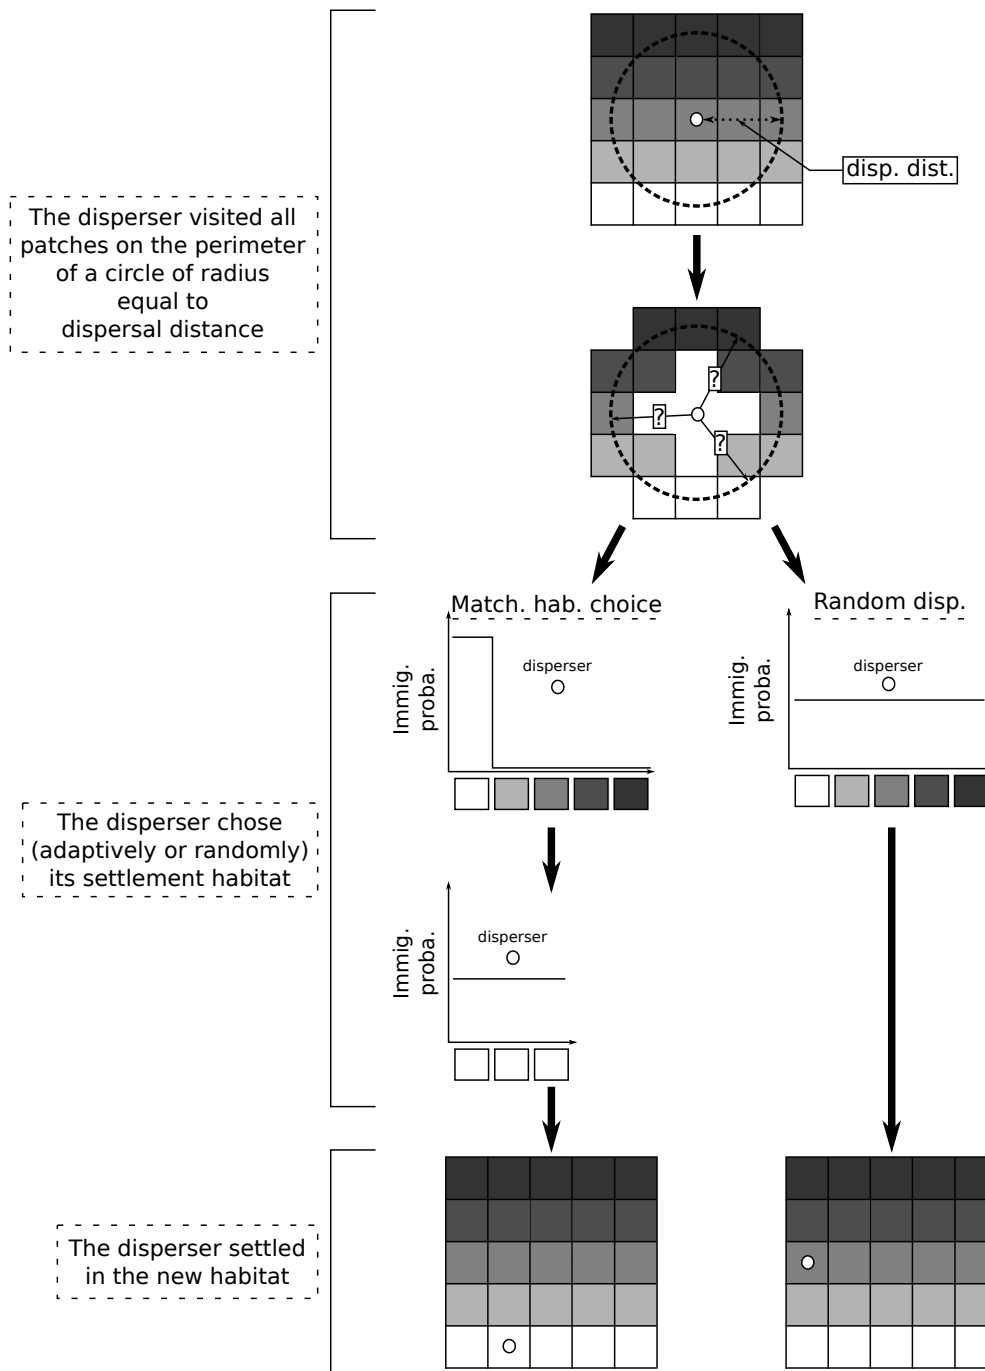 disp. dist.
The disperser visited all
patches on the perimeter
of a circle of radius
equal to
dispersal distance
?
?
?
Match. hab. choice
Random disp.
Immig.
proba.
disperser
Immig.
proba.
disperser
The disperser chose
(adaptively or randomly)
its settlement habitat
Immig.
proba.
disperser
The disperser settled
in the new habitat